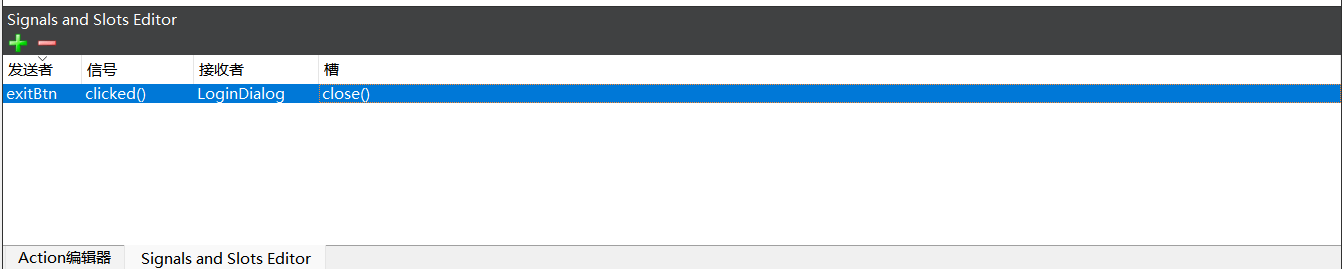 Signals and Slots Editor
发送者 信号 接收者 槽
exitBtn clicked() LoginDialog close()
Action编辑器 Signals and Slots Editor